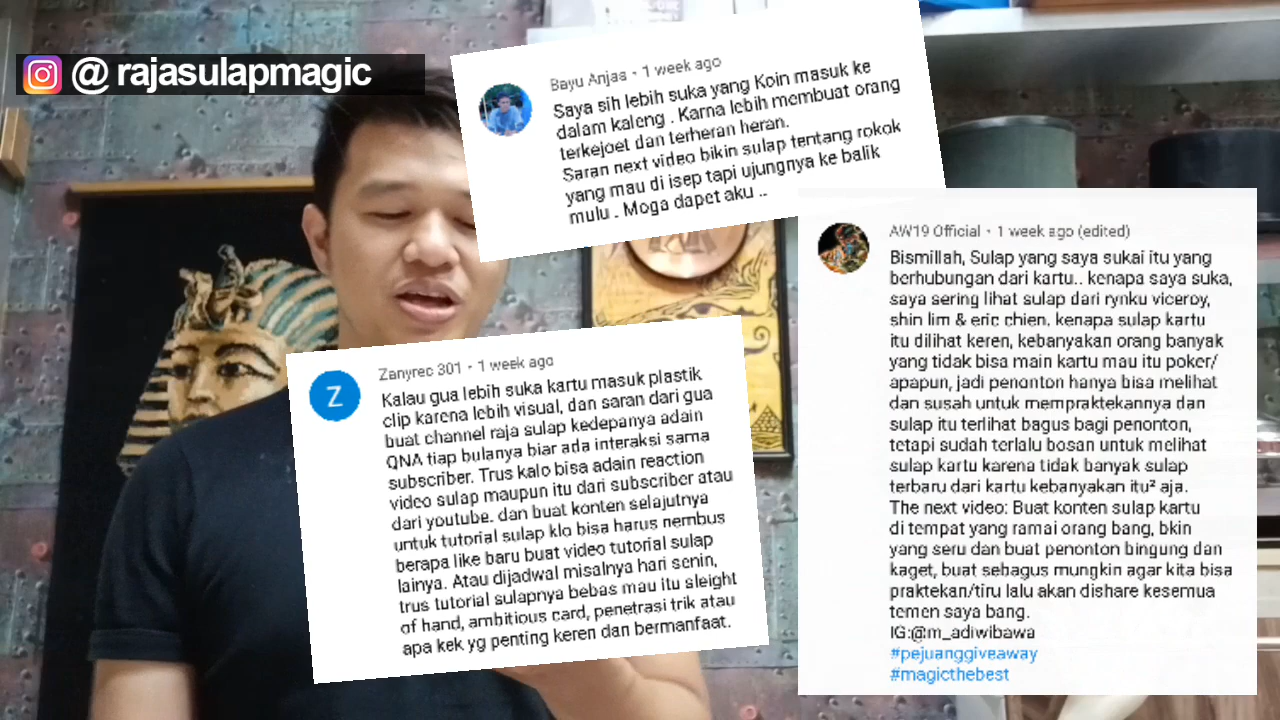 @ rajasulapmagic
Bayu Anjas • 1 week ago
Saya sih lebih suka yang Koin masuk ke
dalam kaleng . Karna lebih membuat orang
terkejoet dan terheran heran.
Saran next video bikin sulap tentang rokok
yang mau di isep tapi ujungnya ke balik
mulu . Moga dapet aku ..
Z
Zanyrec 301 • 1 week ago
Kalau gua lebih suka kartu masuk plastik
clip karena lebih visual, dan saran dari gua
buat channel raja sulap kedepanya adain
QNA tiap bulanya biar ada interaksi sama
subscriber. Trus kalo bisa adain reaction
video sulap maupun itu dari subscriber atau
dari youtube. dan buat konten selajutnya
untuk tutorial sulap klo bisa harus nembus
berapa like baru buat video tutorial sulap
lainya. Atau dijadwal misalnya hari senin,
trus tutorial sulapnya bebas mau itu sleight
of hand, ambitious card, penetrasi trik atau
apa kek yg penting keren dan bermanfaat.
AW19 Official • 1 week ago (edited)
Bismillah, Sulap yang saya sukai itu yang
berhubungan dari kartu.. kenapa saya suka,
saya sering lihat sulap dari rynku viceroy,
shin lim & eric chien. kenapa sulap kartu
itu dilihat keren, kebanyakan orang banyak
yang tidak bisa main kartu mau itu poker/
apapun, jadi penonton hanya bisa melihat
dan susah untuk mempraktekannya dan
sulap itu terlihat bagus bagi penonton,
tetapi sudah terlalu bosan untuk melihat
sulap kartu karena tidak banyak sulap
terbaru dari kartu kebanyakan itu² aja.
The next video: Buat konten sulap kartu
di tempat yang ramai orang bang, bkin
yang seru dan buat penonton bingung dan
kaget, buat sebagus mungkin agar kita bisa
praktekan/tiru lalu akan dishare kesemua
temen saya bang.
IG:@m_adiwibawa
#pejuanggiveaway
#magicthebest